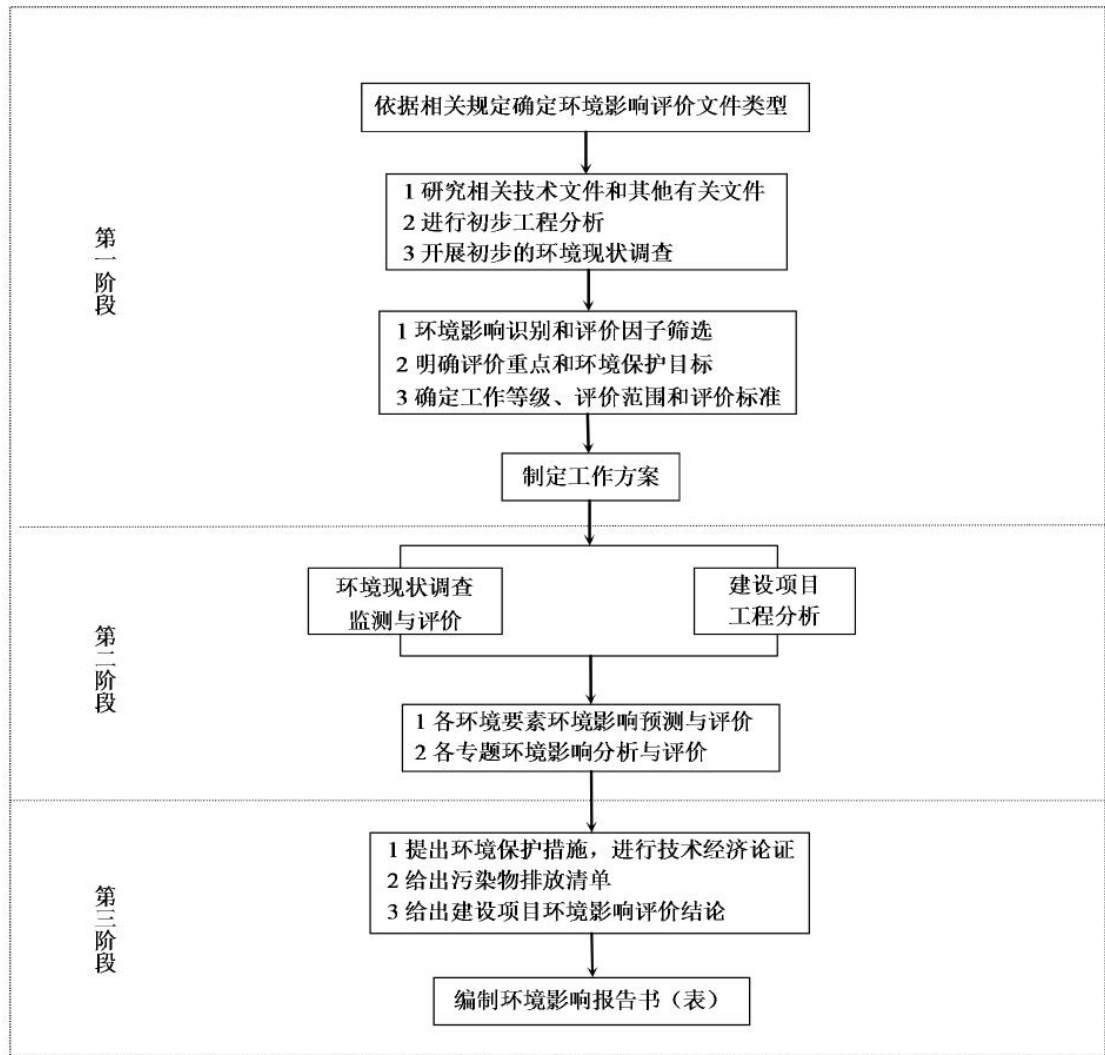 依据相关规定确定环境影响评价文件类型
1 研究相关技术文件和其他有关文件
2 进行初步工程分析
3 开展初步的环境现状调查
第一阶段
1 环境影响识别和评价因子筛选
2 明确评价重点和环境保护目标
3 确定工作等级、评价范围和评价标准
制定工作方案
环境现状调查
监测与评价
建设项目
工程分析
第二阶段
1 各环境要素环境影响预测与评价
2 各专题环境影响分析与评价
1 提出环境保护措施，进行技术经济论证
2 给出污染物排放清单
3 给出建设项目环境影响评价结论
第三阶段
编制环境影响报告书（表）